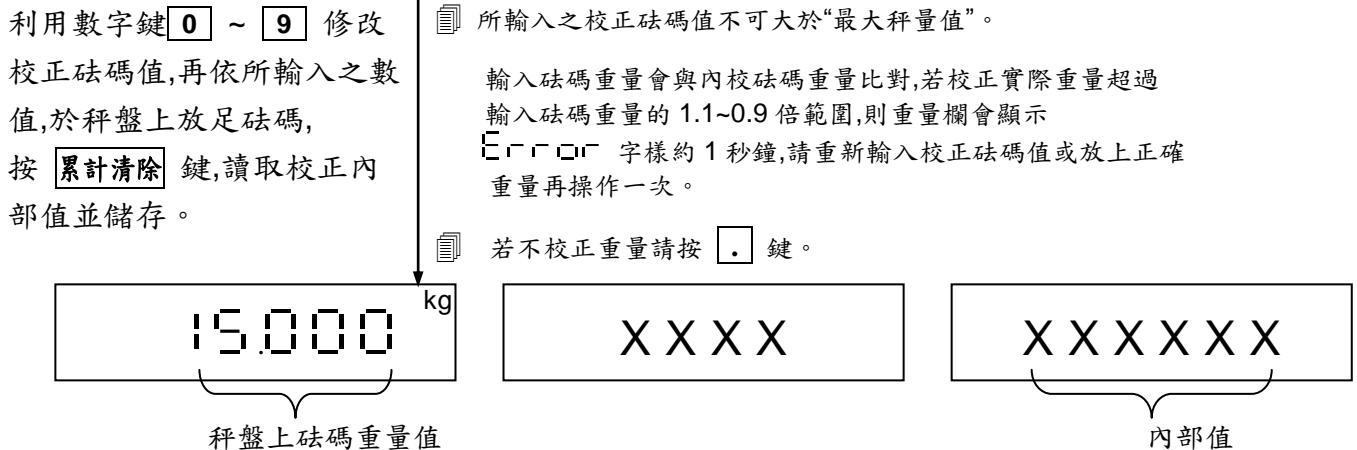 利用數字鍵 0 ~ 9 修改
校正砝碼值,再依所輸入之數
值,於秤盤上放足砝碼,
按 累計清除 鍵,讀取校正內
部值並儲存。
所輸入之校正砝碼值不可大於“最大秤量值”。
輸入砝碼重量會與內校砝碼重量比對,若校正實際重量超過
輸入砝碼重量的 1.1~0.9 倍範圍,則重量欄會顯示
Error 字樣約 1 秒鐘,請重新輸入校正砝碼值或放上正確
重量再操作一次。
若不校正重量請按 . 鍵。
15.000 kg
X X X X
X X X X X X
秤盤上砝碼重量值
內部值